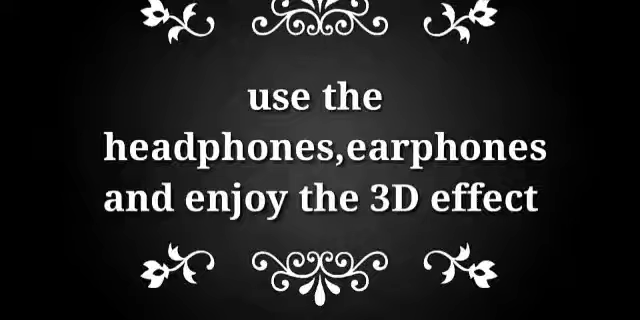 use the
headphones,earphones
and enjoy the 3D effect